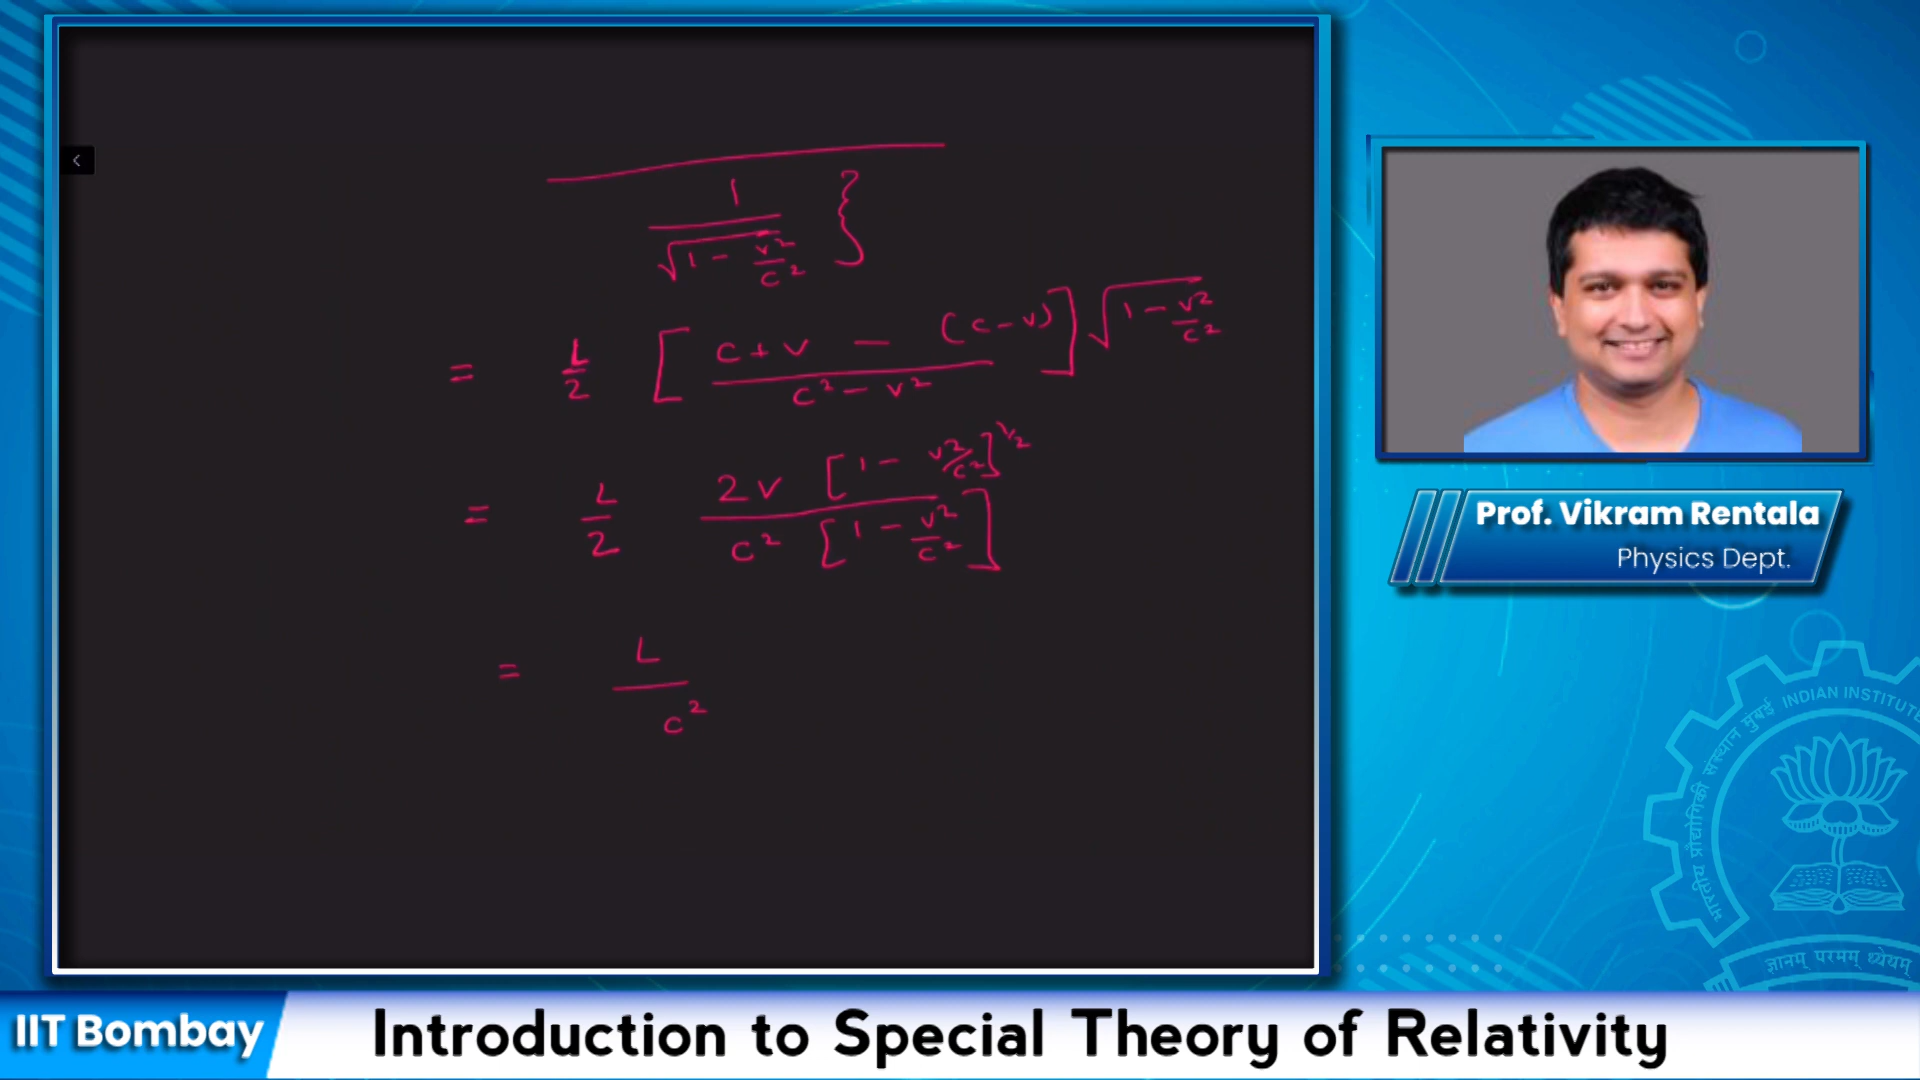 1
√1 - v²/c² }
= L/2 [ c + v - (c - v) / c² - v² ] √1 - v²/c²
= L/2 2v [1 - v²/c²]^1/2 / c² [1 - v²/c²]
= L / c²
Prof. Vikram Rentala
Physics Dept.
भारतीय प्रौद्योगिकी संस्थान मुंबई INDIAN INSTITUTE
ज्ञानम् परमम् ध्येयम्
IIT Bombay
Introduction to Special Theory of Relativity